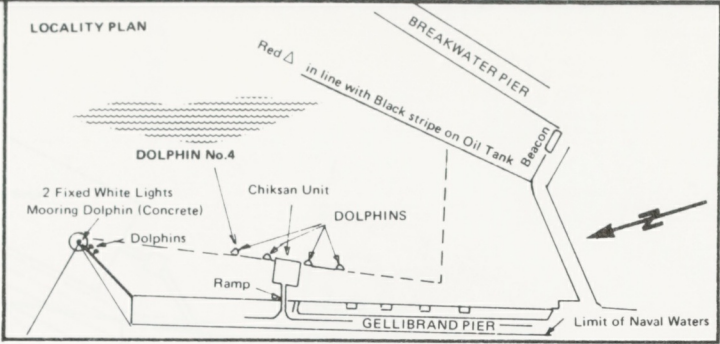 LOCALITY PLAN
BREAKWATER PIER
Red △ in line with Black stripe on Oil Tank
Beacon
DOLPHIN No.4
2 Fixed White Lights
Mooring Dolphin (Concrete)
Chiksan Unit
DOLPHINS
Dolphins
N
Ramp
GELLIBRAND PIER
Limit of Naval Waters